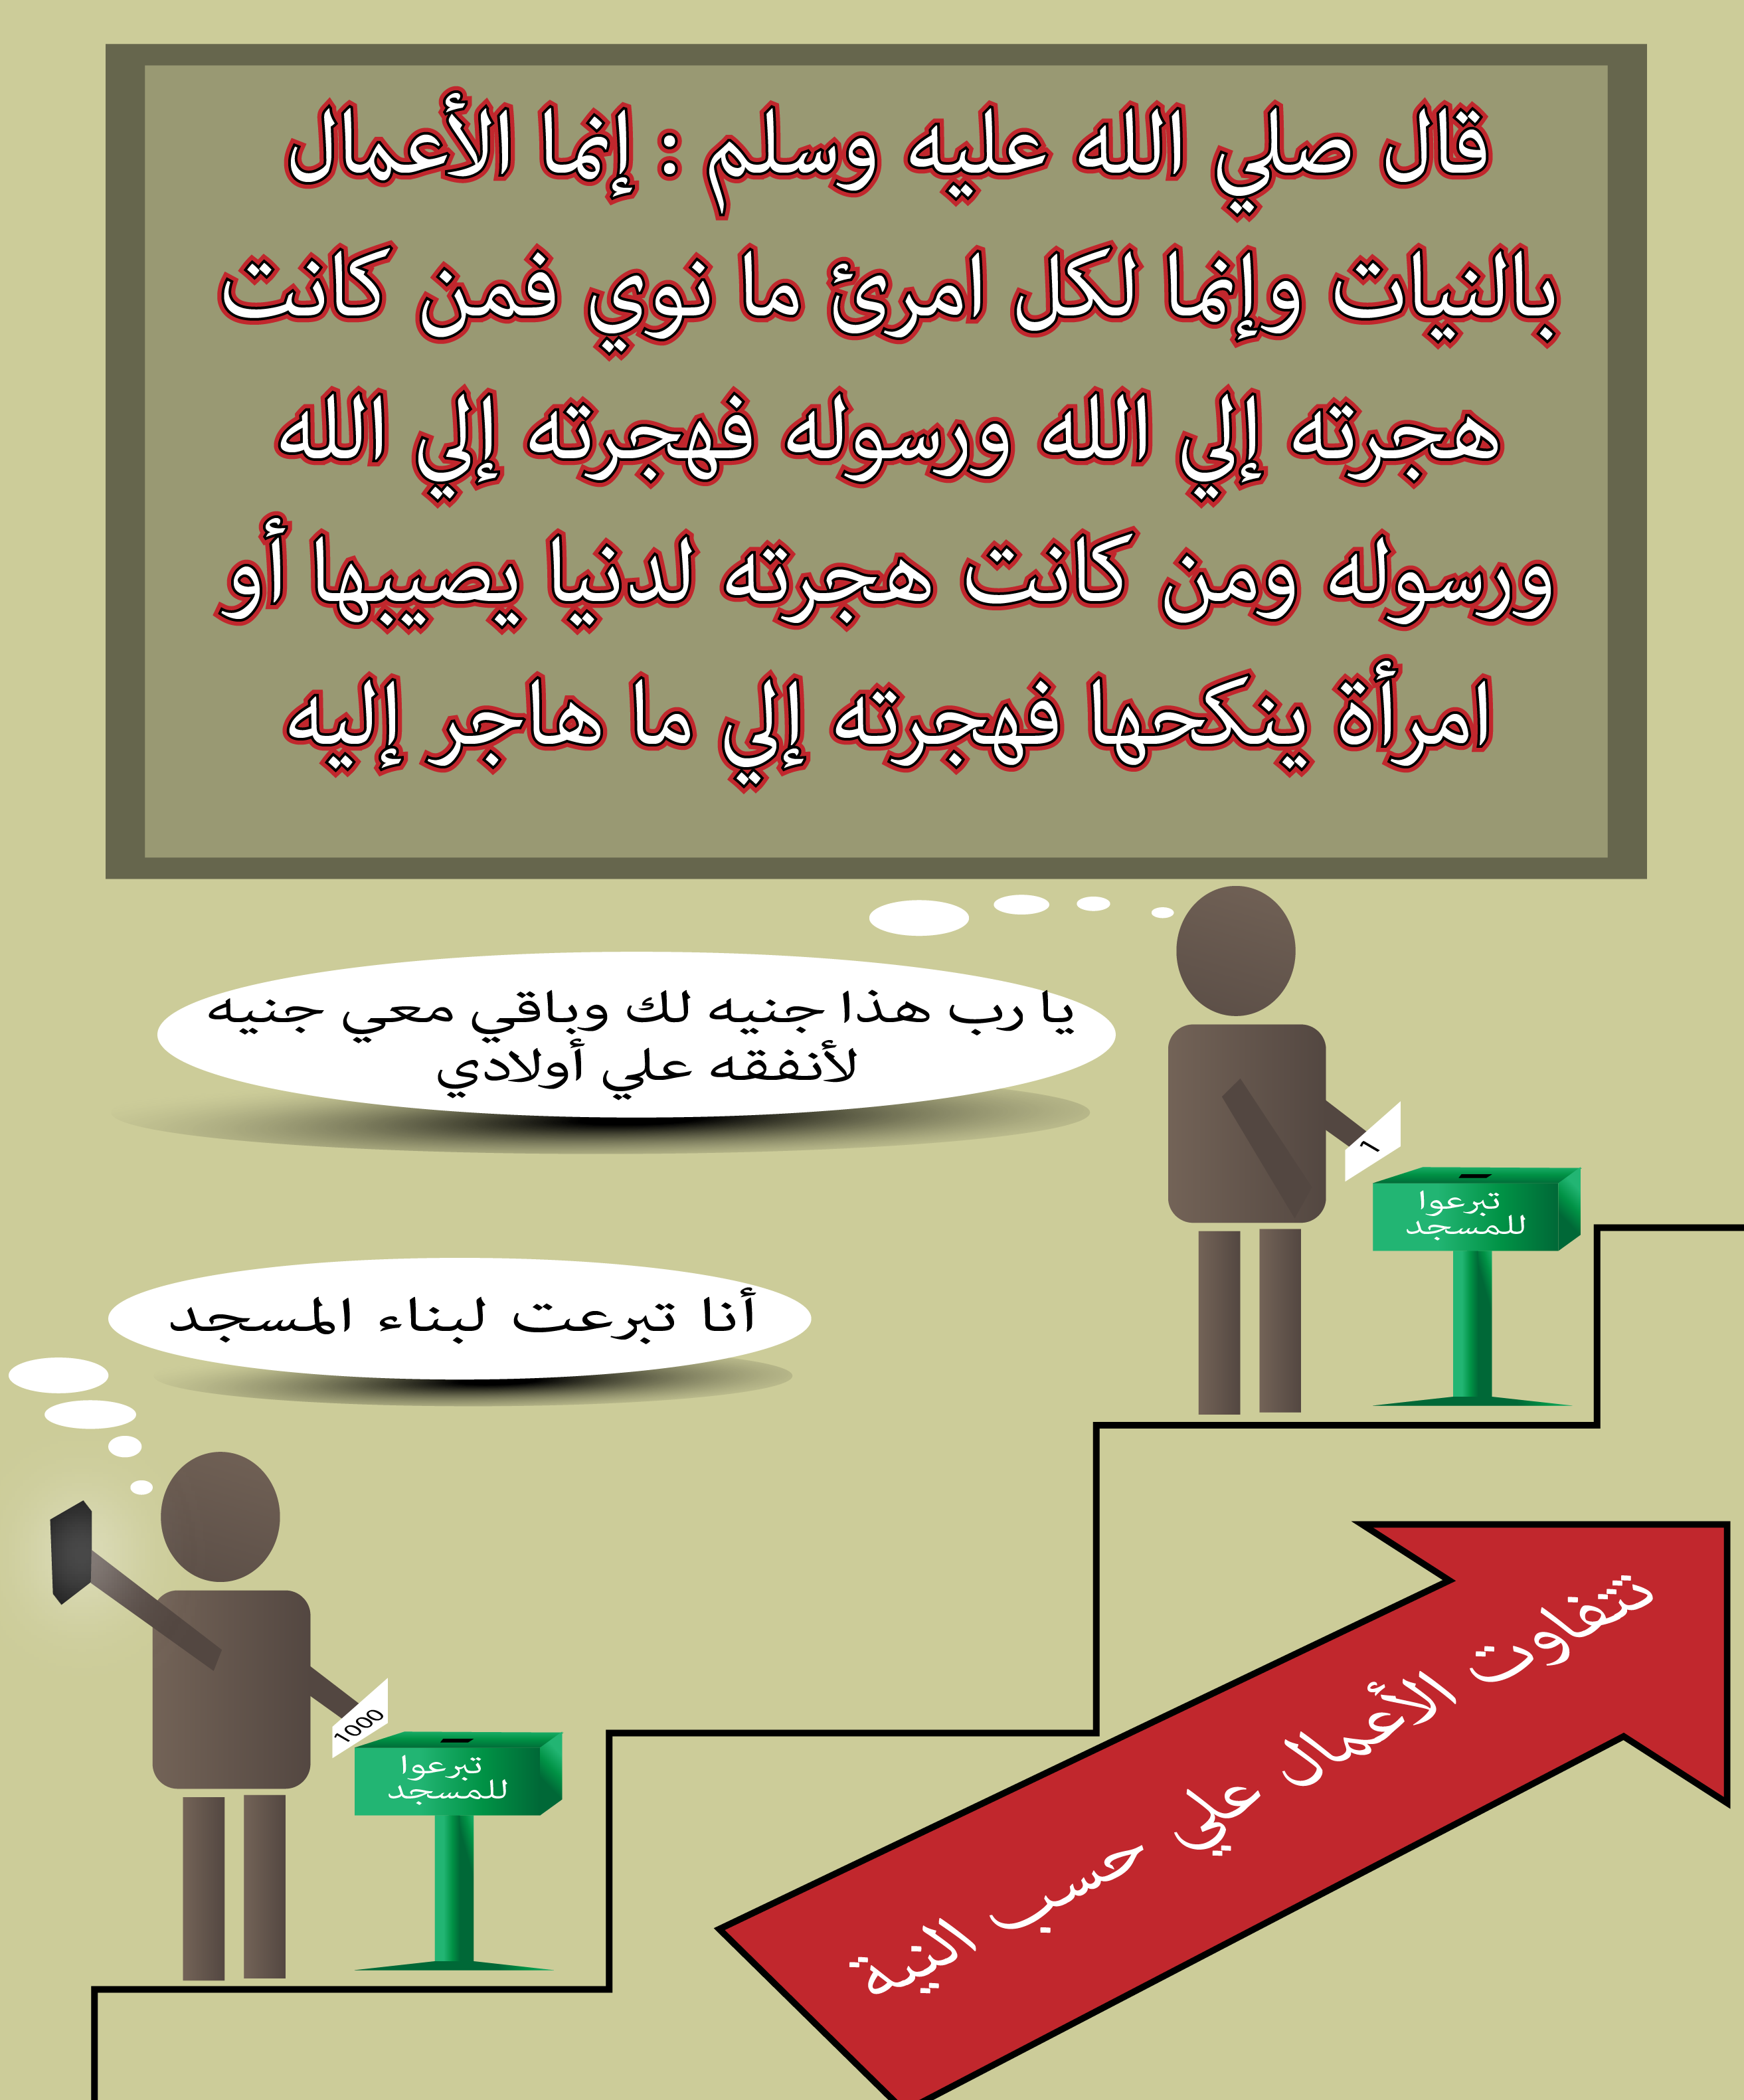 قال صلي الله عليه وسلم : إنما الأعمال
بالنيات وإنما لكل امرئ ما نوي فمن كانت
هجرته إلي الله ورسوله فهجرته إلي الله
ورسوله ومن كانت هجرته لدنيا يصيبها أو
امرأة ينكحها فهجرته إلي ما هاجر إليه
يا رب هذا جنيه لك وباقي معي جنيه
لأنفقه علي أولادي
1
تبرعوا
للمسجد
أنا تبرعت لبناء المسجد
1000
تبرعوا
للمسجد
تتفاوت الأعمال علي حسب النية